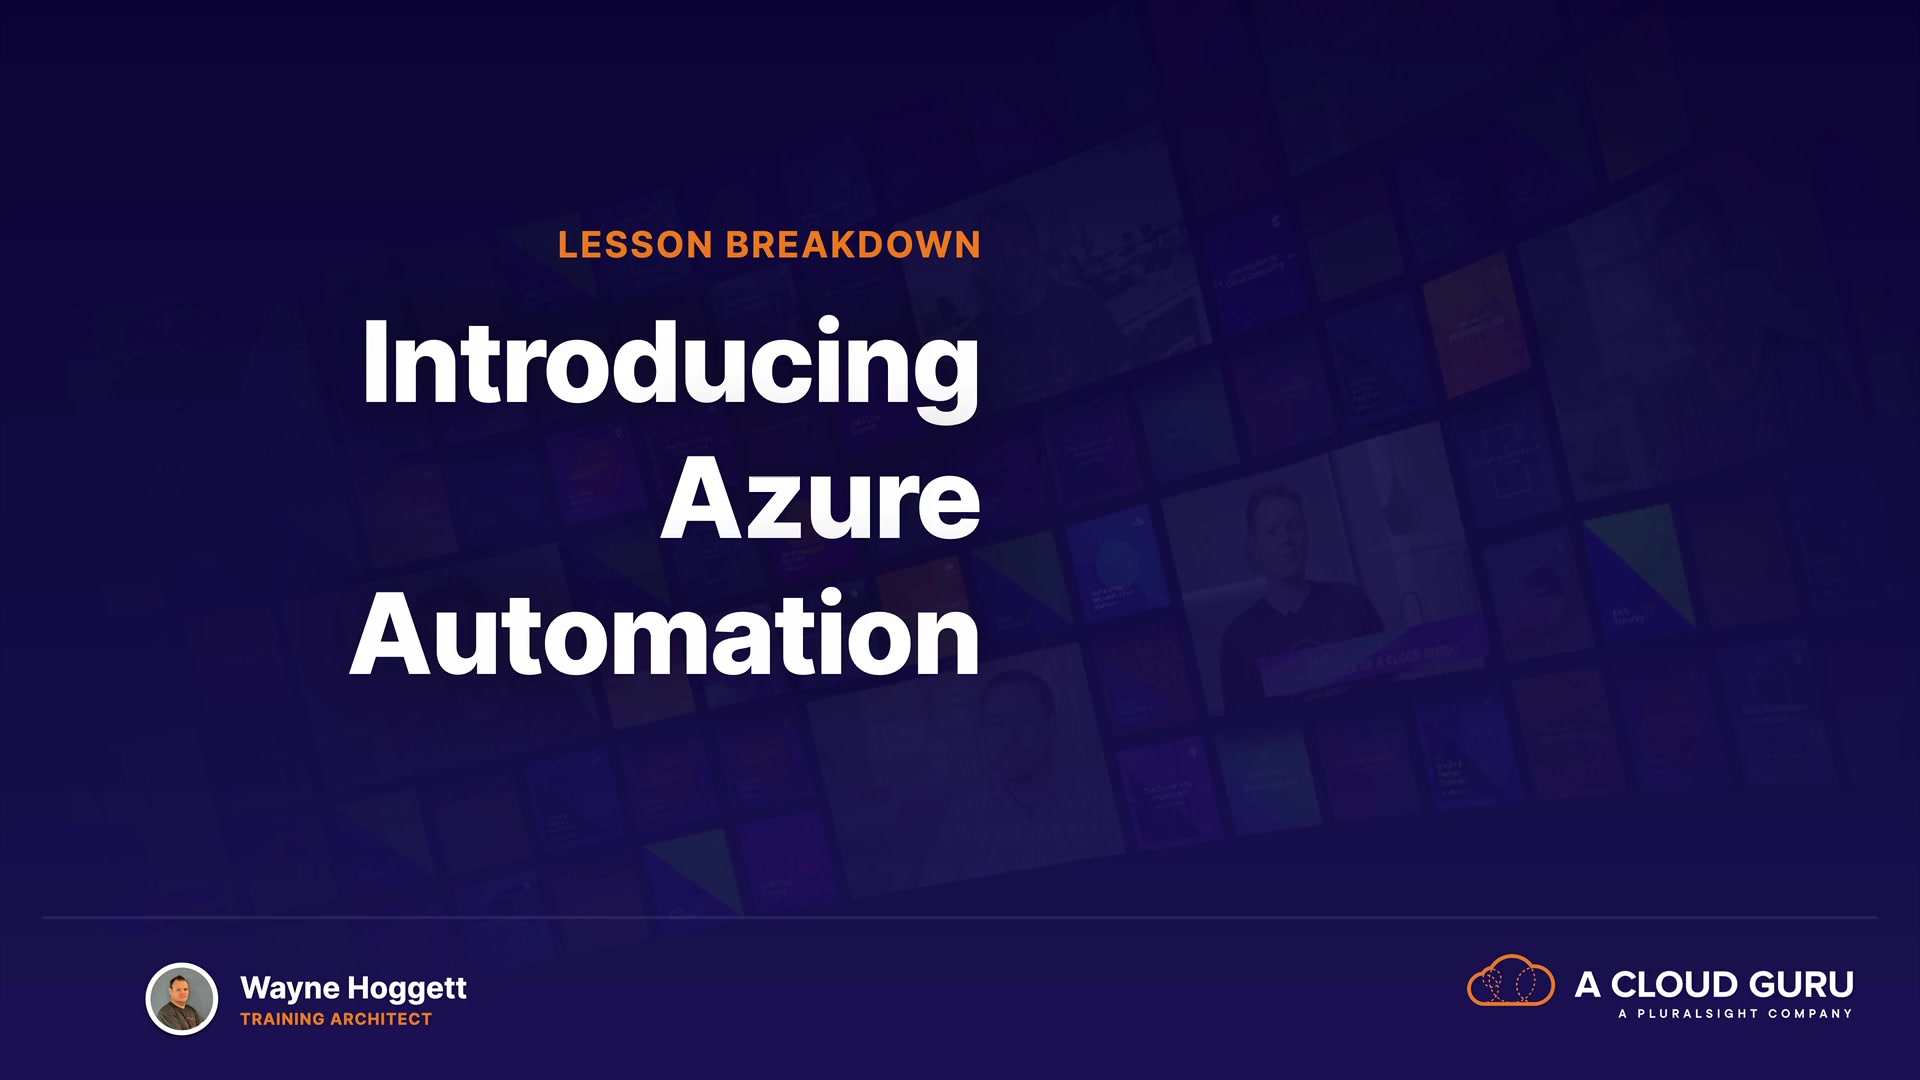 LESSON BREAKDOWN
Introducing
Azure
Automation
Wayne Hoggett
TRAINING ARCHITECT
A CLOUD GURU
A PLURALSIGHT COMPANY